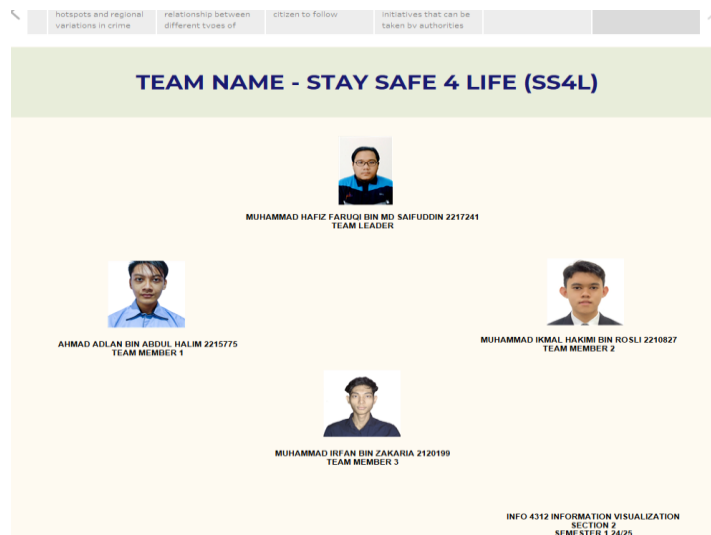 hotspots and regional
variations in crime
relationship between
different types of
citizen to follow
initiatives that can be
taken by authorities
TEAM NAME - STAY SAFE 4 LIFE (SS4L)
MUHAMMAD HAFIZ FARUQI BIN MD SAIFUDDIN 2217241
TEAM LEADER
AHMAD ADLAN BIN ABDUL HALIM 2215775
TEAM MEMBER 1
MUHAMMAD IKMAL HAKIMI BIN ROSLI 2210827
TEAM MEMBER 2
MUHAMMAD IRFAN BIN ZAKARIA 2120199
TEAM MEMBER 3
INFO 4312 INFORMATION VISUALIZATION
SECTION 2
SEMESTER 1 24/25